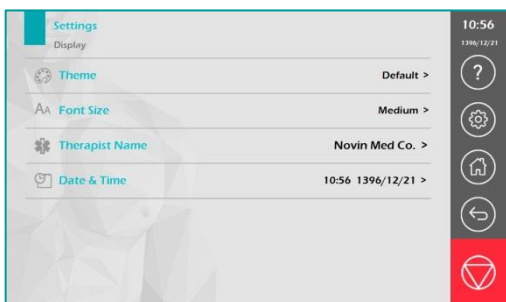 Settings
Display
Theme
Default >
AA Font Size
Medium >
Therapist Name
Novin Med Co. >
Date & Time
10:56 1396/12/21 >
10:56
1396/12/21
?